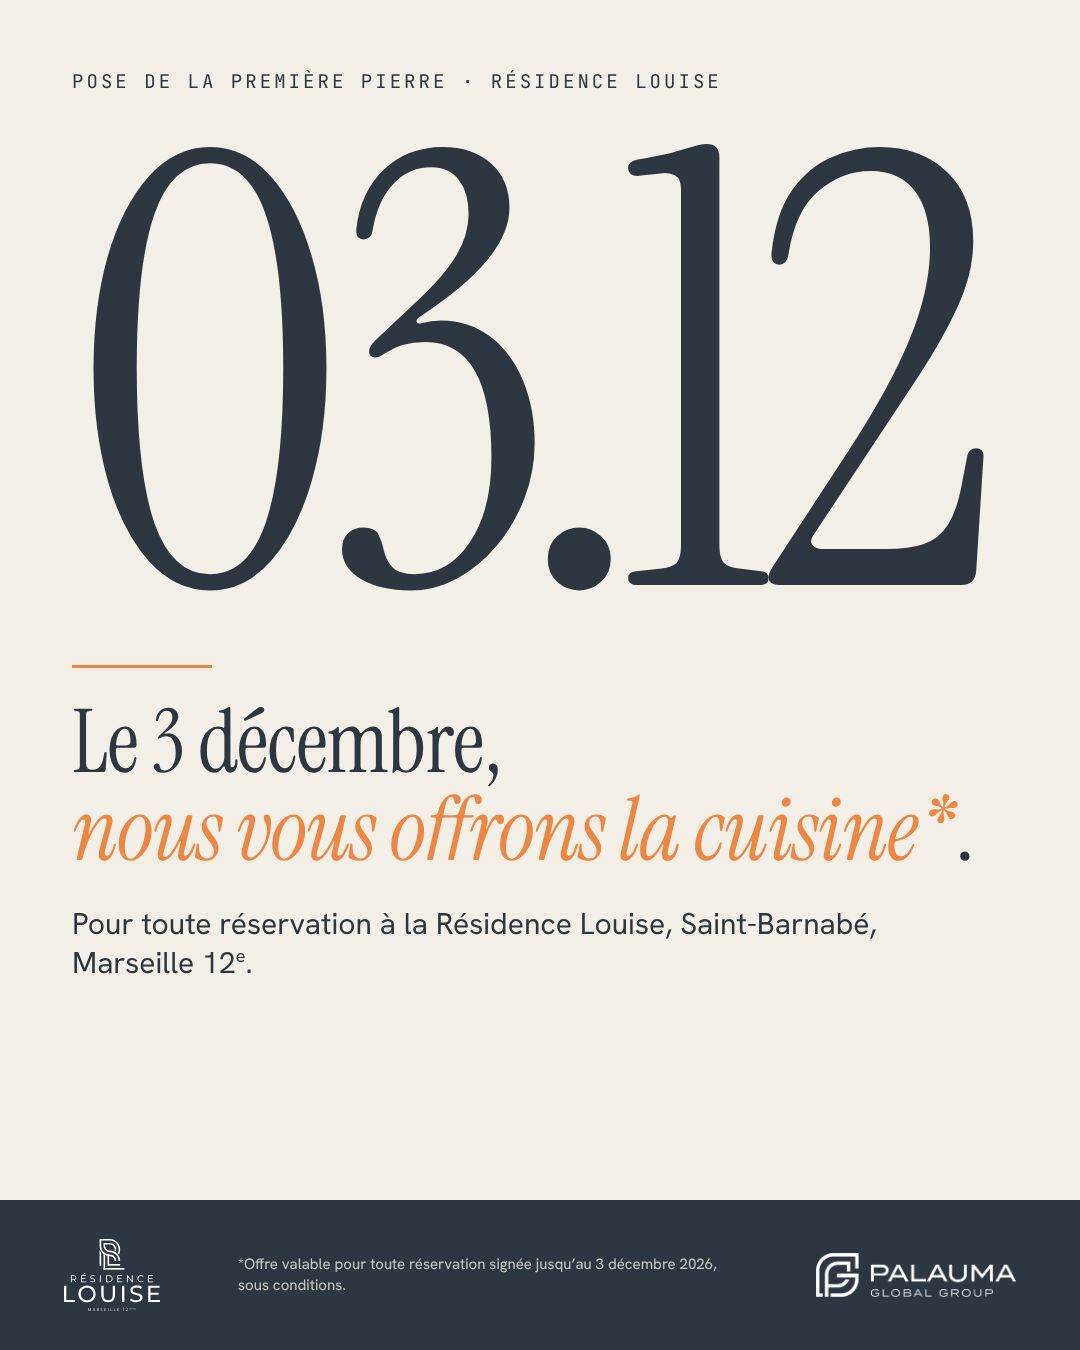 POSE DE LA PREMIÈRE PIERRE · RÉSIDENCE LOUISE
03.12
Le 3 décembre,
nous vous offrons la cuisine*.
Pour toute réservation à la Résidence Louise, Saint-Barnabé,
Marseille 12e.
RÉSIDENCE
LOUISE
MARSEILLE 12ème
*Offre valable pour toute réservation signée jusqu’au 3 décembre 2026,
sous conditions.
PALAUMA
GLOBAL GROUP